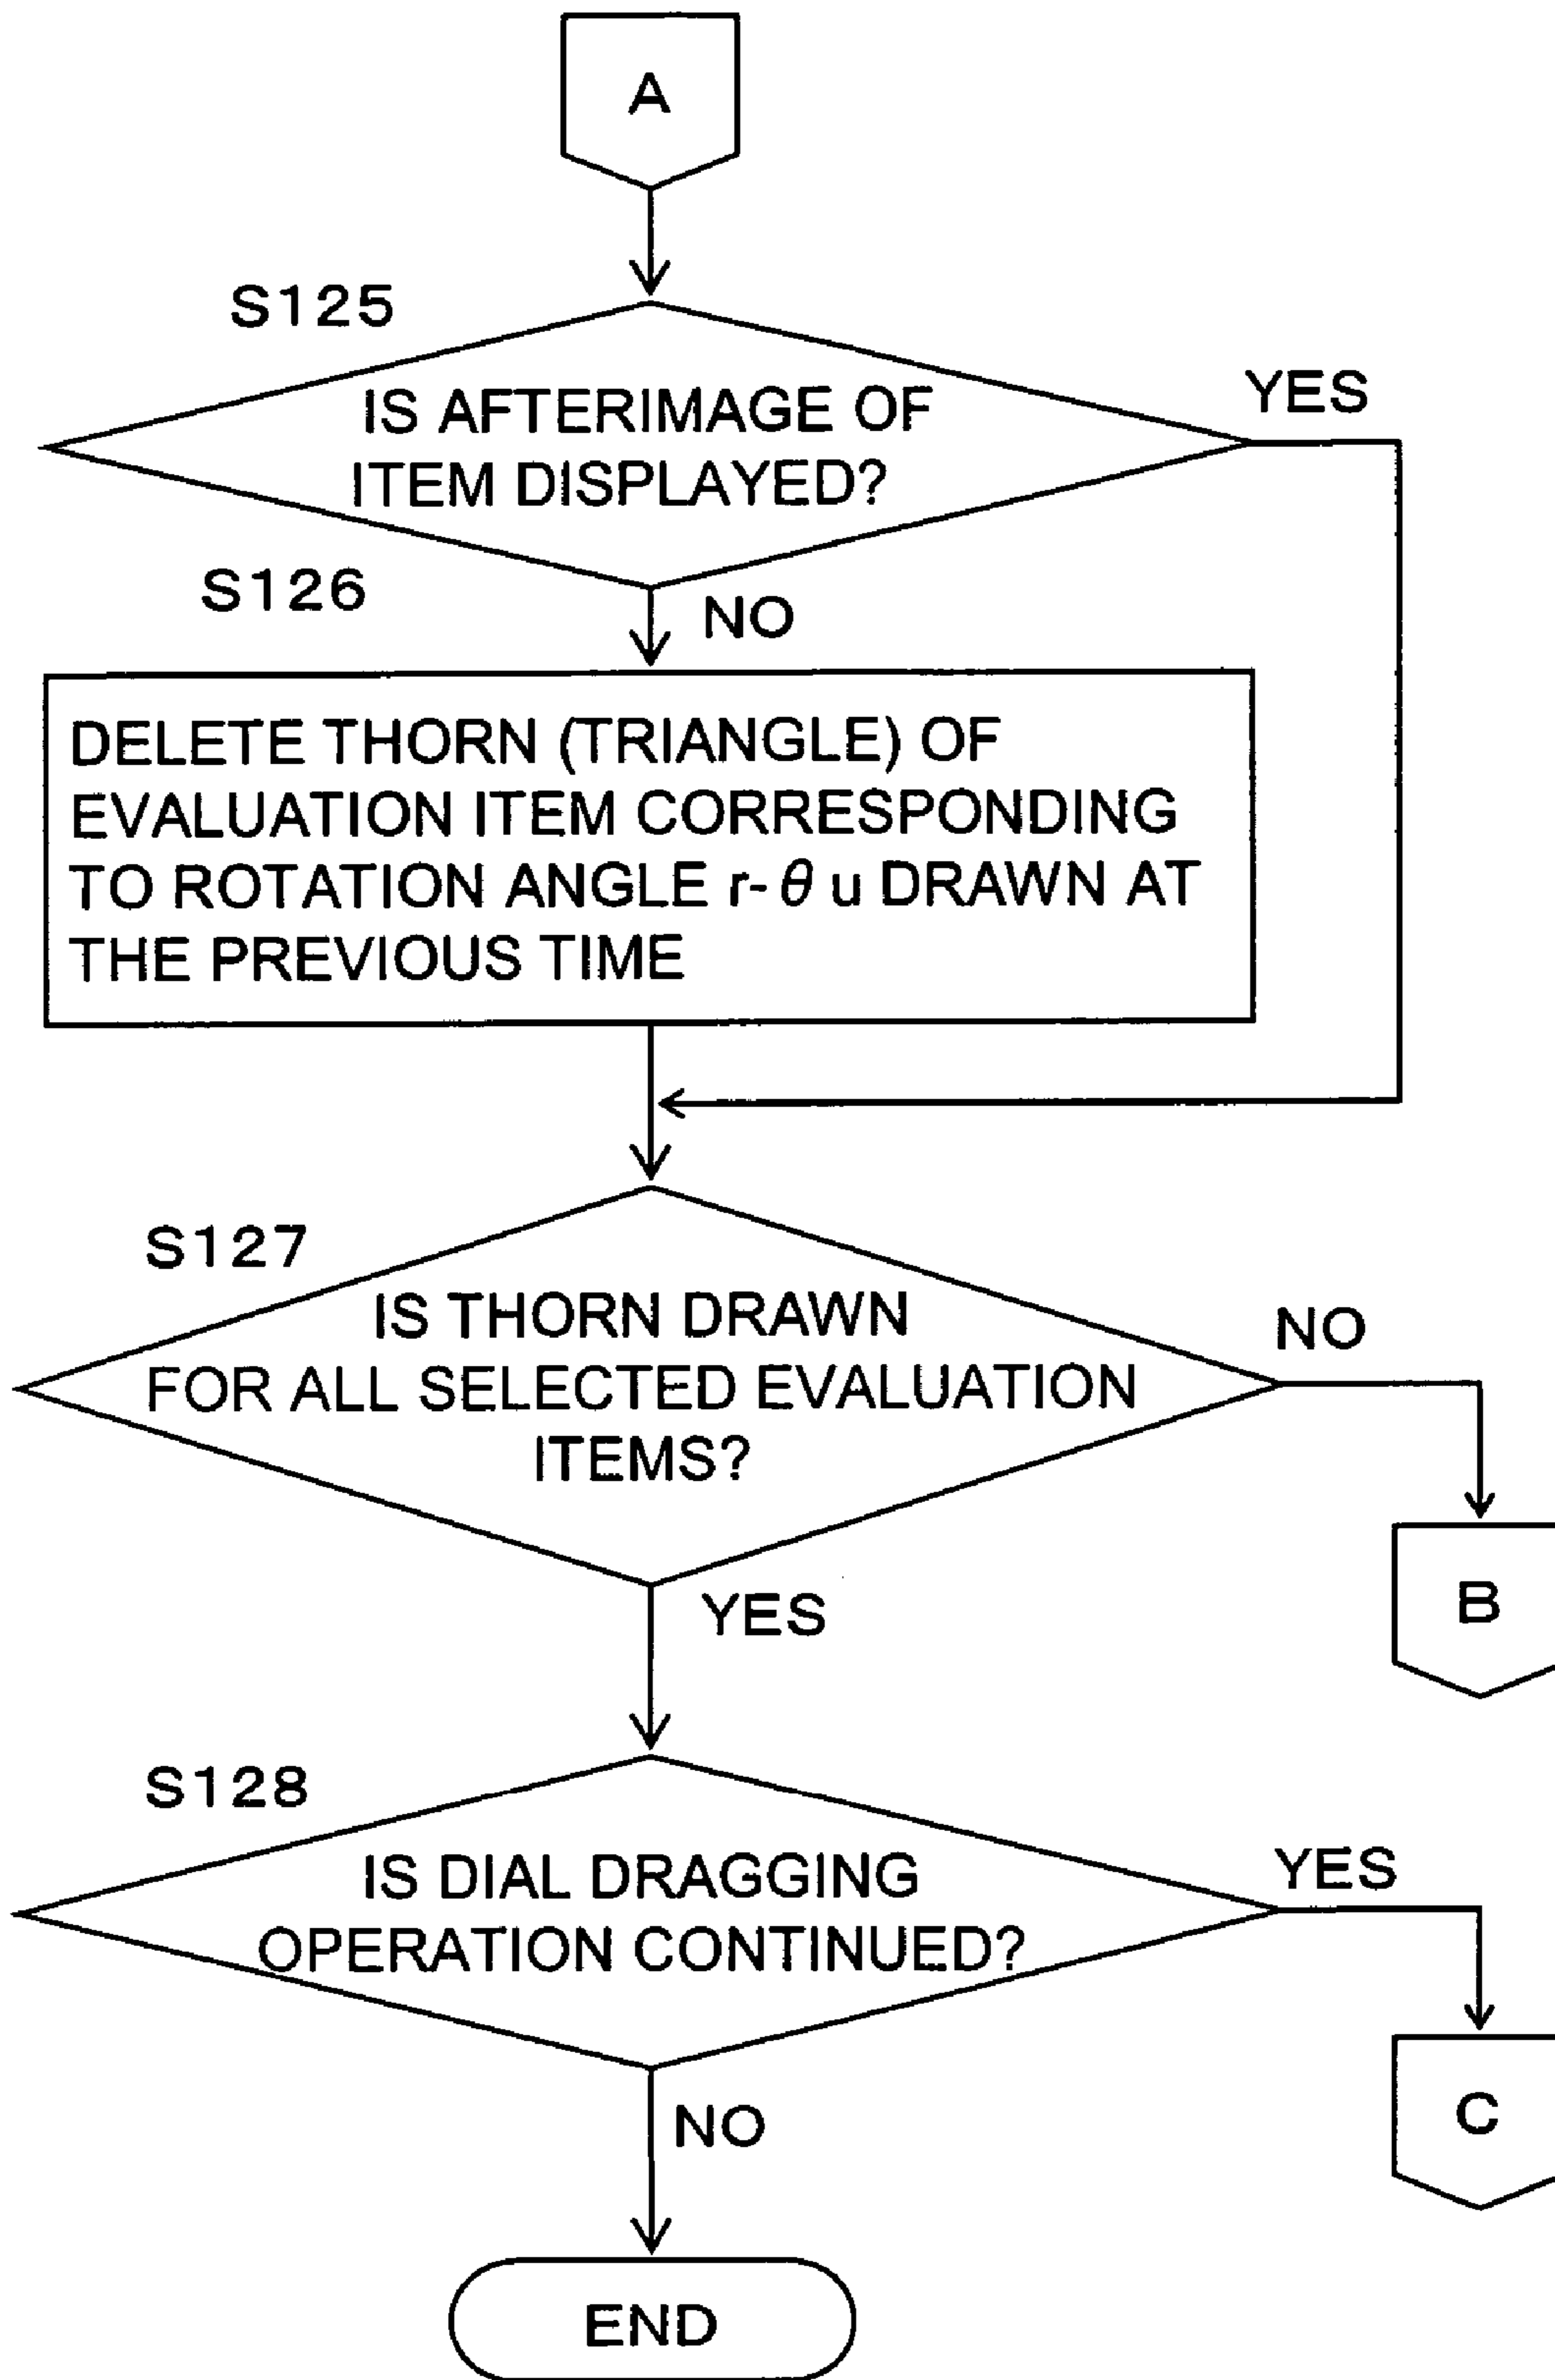 A
S125
IS AFTERIMAGE OF
ITEM DISPLAYED?
YES
S126
NO
DELETE THORN (TRIANGLE) OF
EVALUATION ITEM CORRESPONDING
TO ROTATION ANGLE r-θu DRAWN AT
THE PREVIOUS TIME
S127
IS THORN DRAWN
FOR ALL SELECTED EVALUATION
ITEMS?
NO
B
YES
S128
IS DIAL DRAGGING
OPERATION CONTINUED?
YES
C
NO
END